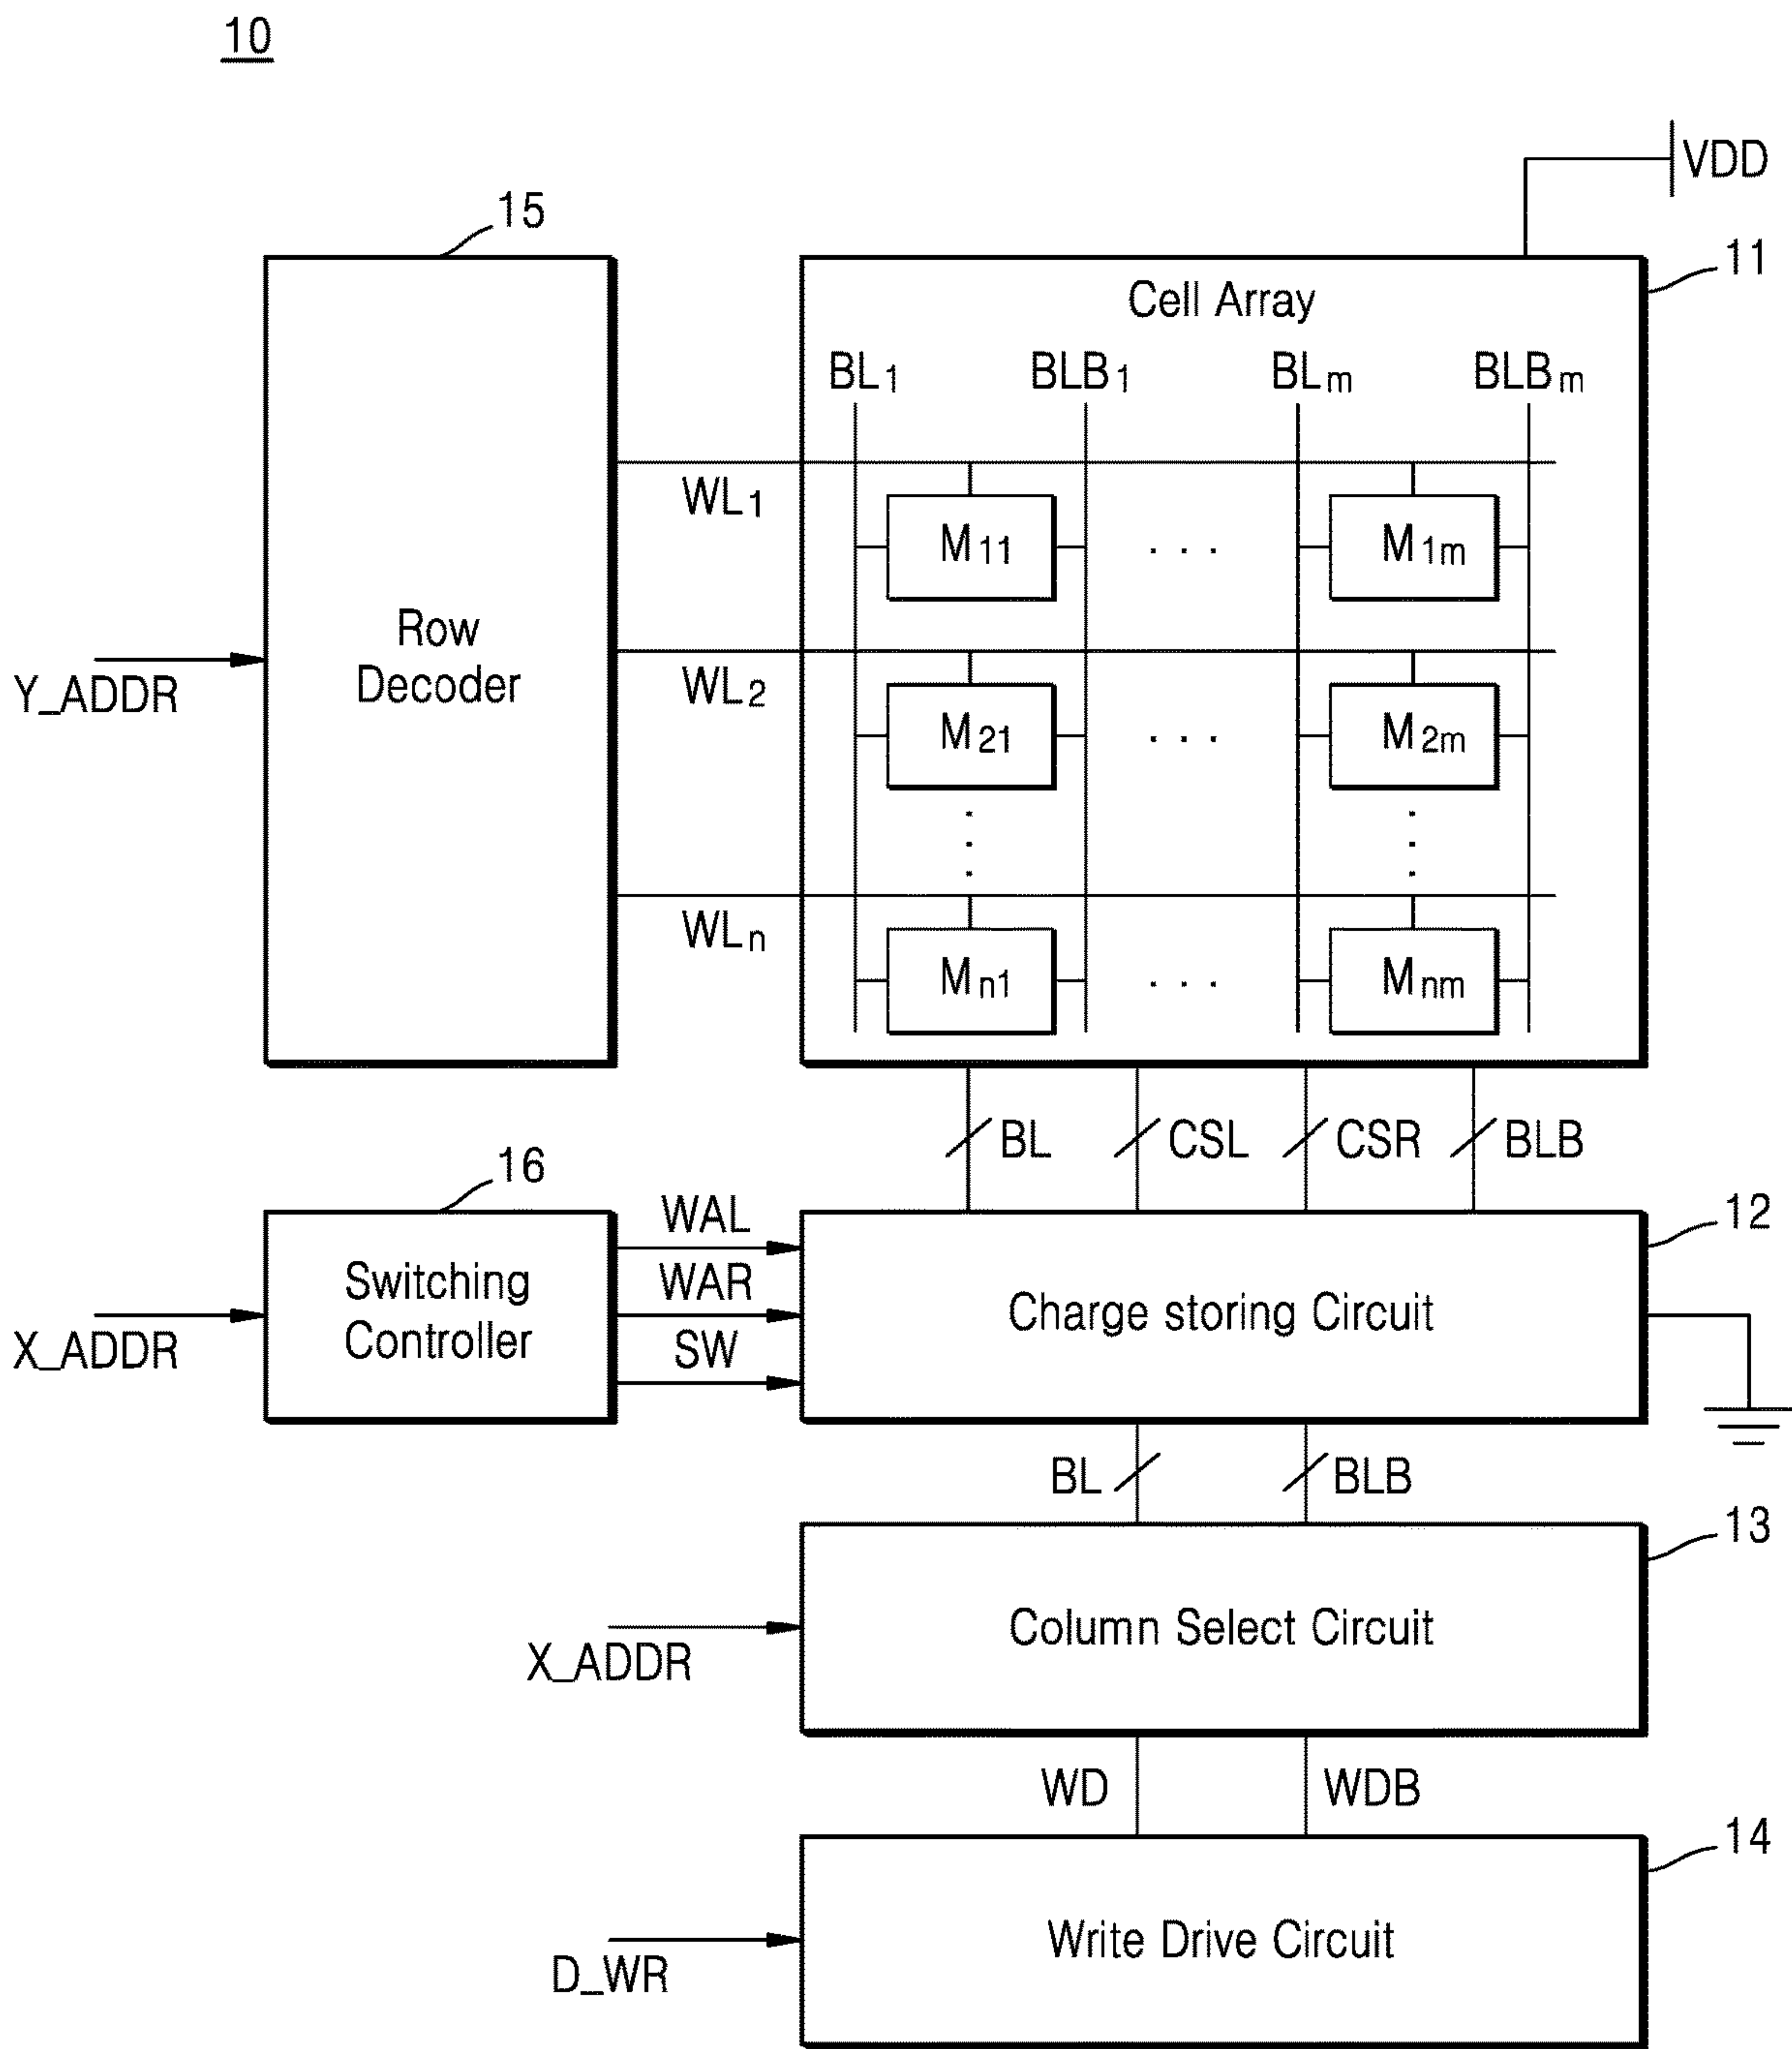 10
VDD
15
11
Cell Array
BL1 BLB1 BLm BLBm
WL1
M11 . . . M1m
Row
Decoder
Y_ADDR
WL2
M21 . . . M2m
WLn
Mn1 . . . Mnm
BL CSL CSR BLB
16
12
WAL
Switching
Controller
WAR
SW
X_ADDR
Charge storing Circuit
BL BLB
13
Column Select Circuit
X_ADDR
WD WDB
14
Write Drive Circuit
D_WR